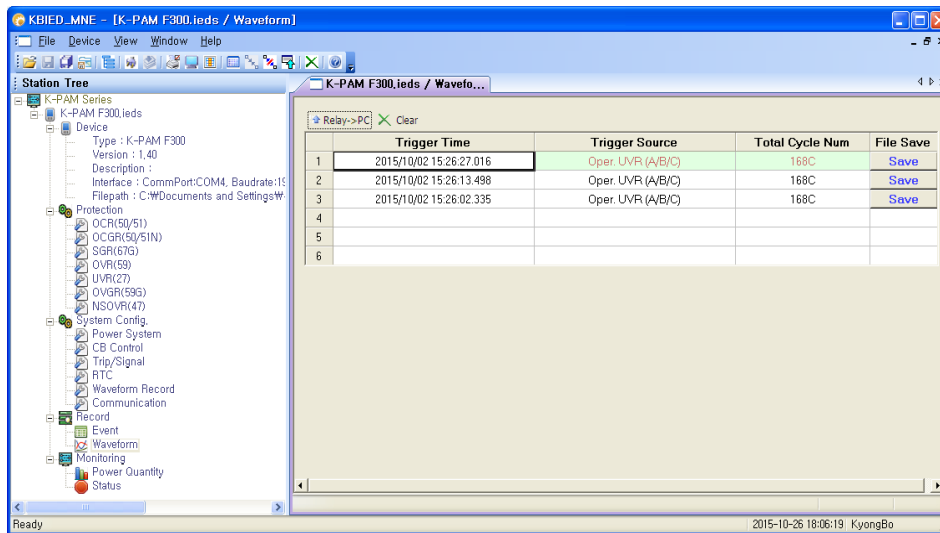 KBIED_MNE - [K-PAM F300.ieds / Waveform]
File Device View Window Help
Station Tree
K-PAM F300.ieds / Wavefo...
K-PAM Series
K-PAM F300.ieds
Device
Type : K-PAM F300
Version : 1.40
Description :
Interface : CommPort:COM4, Baudrate:19
Filepath : C:₩Documents and Settings₩
Protection
OCR(50/51)
OCGR(50/51N)
SGR(67G)
OVR(59)
UVR(27)
OVGR(59G)
NSOVR(47)
System Config.
Power System
CB Control
Trip/Signal
RTC
Waveform Record
Communication
Record
Event
Waveform
Monitoring
Power Quantity
Status
Relay->PC Clear
Trigger Time Trigger Source Total Cycle Num File Save
1 2015/10/02 15:26:27.016 Oper. UVR (A/B/C) 168C Save
2 2015/10/02 15:26:13.498 Oper. UVR (A/B/C) 168C Save
3 2015/10/02 15:26:02.335 Oper. UVR (A/B/C) 168C Save
4
5
6
Ready 2015-10-26 18:06:19 KyongBo